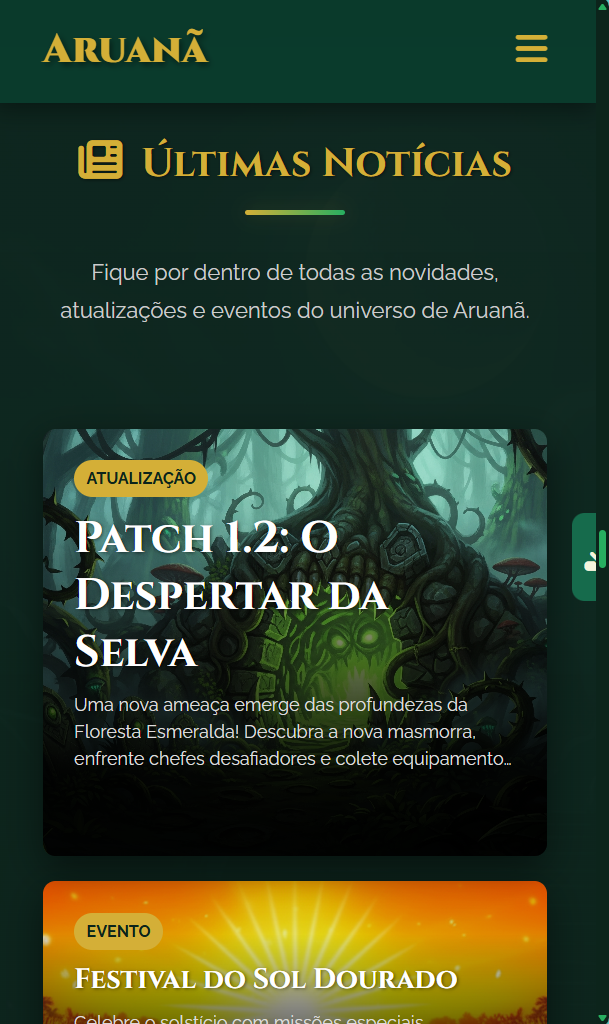 Aruanã
Últimas Notícias
Fique por dentro de todas as novidades,
atualizações e eventos do universo de Aruanã.
ATUALIZAÇÃO
Patch 1.2: O
Despertar da
Selva
Uma nova ameaça emerge das profundezas da
Floresta Esmeralda! Descubra a nova masmorra,
enfrente chefes desafiadores e colete equipamento…
EVENTO
Festival do Sol Dourado
Celebre o solstício com missões especiais,